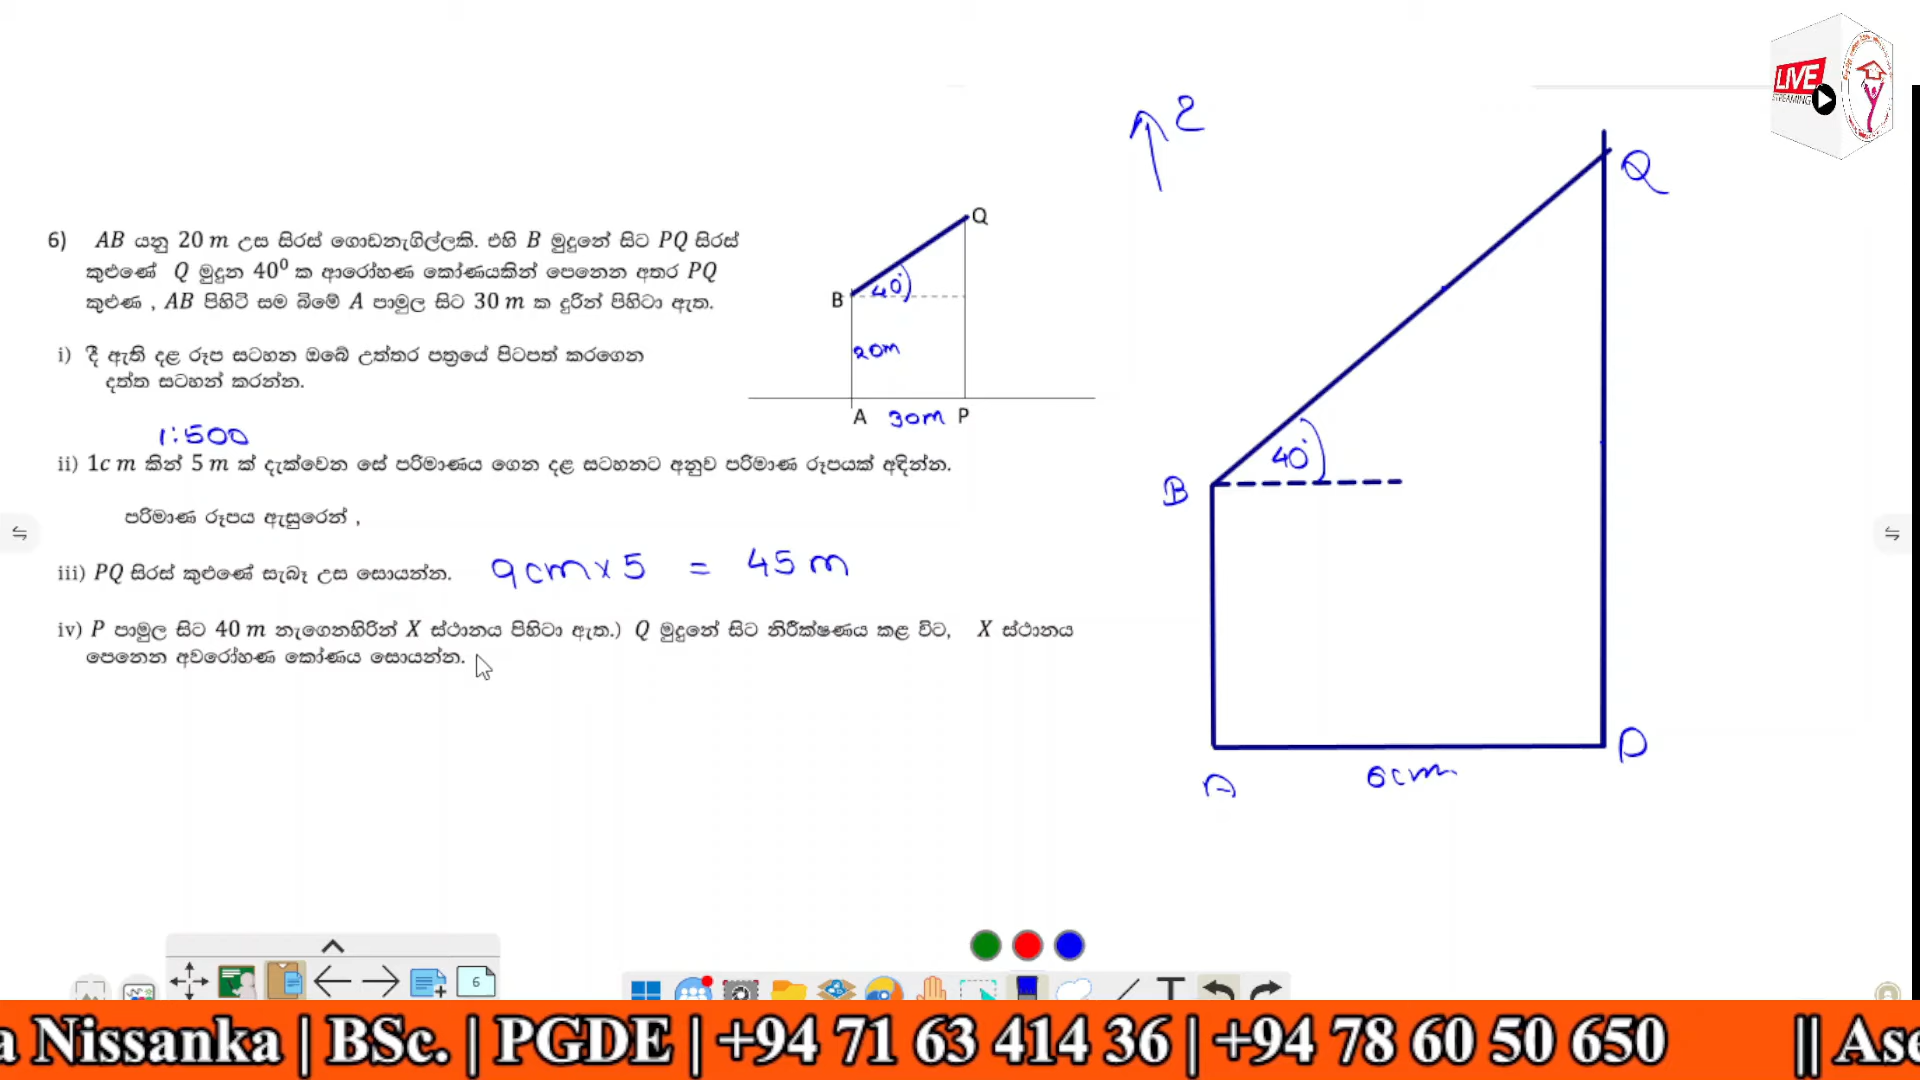 LIVE
STREAMING
6) AB යනු 20 m උස සිරස් ගොඩනැගිල්ලකි. එහි B මුදුනේ සිට PQ සිරස්
කුළුණේ Q මුදුන 40⁰ ක ආරෝහණ කෝණයකින් පෙනෙන අතර PQ
කුළුණ , AB පිහිටි සම බිමේ A පාමුල සිට 30 m ක දුරින් පිහිටා ඇත.
i) දී ඇති දළ රූප සටහන ඔබේ උත්තර පත්‍රයේ පිටපත් කරගෙන
දත්ත සටහන් කරන්න.
1:500
ii) 1c m කින් 5 m ක් දැක්වෙන සේ පරිමාණය ගෙන දළ සටහනට අනුව පරිමාණ රූපයක් අඳින්න.
පරිමාණ රූපය ඇසුරෙන් ,
iii) PQ සිරස් කුළුණේ සැබෑ උස සොයන්න. 9cm x 5 = 45 m
iv) P පාමුල සිට 40 m නැගෙනහිරින් X ස්ථානය පිහිටා ඇත.) Q මුදුනේ සිට නිරීක්ෂණය කළ විට, X ස්ථානය
පෙනෙන අවරෝහණ කෝණය සොයන්න.
Q
B 40°
20m
A 30m P
Q
B 40°
A 6cm P
6
a Nissanka | BSc. | PGDE | +94 71 63 414 36 | +94 78 60 50 650 || Ase